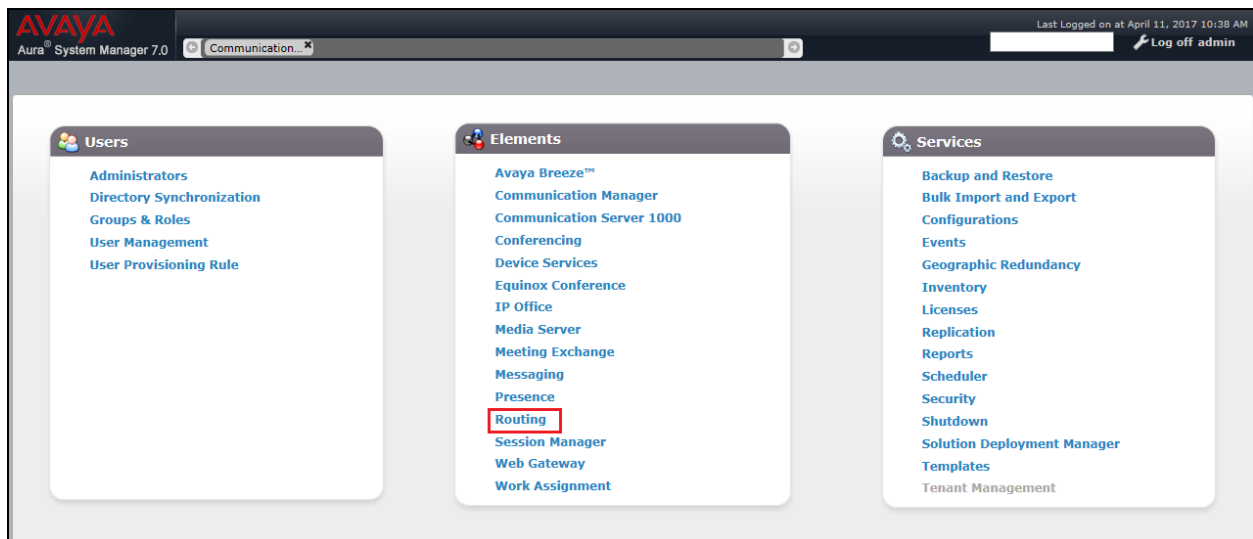 AVAYA
Last Logged on at April 11, 2017 10:38 AM
Aura® System Manager 7.0
Communication...×
Log off admin
Users
Administrators
Directory Synchronization
Groups & Roles
User Management
User Provisioning Rule
Elements
Avaya Breeze™
Communication Manager
Communication Server 1000
Conferencing
Device Services
Equinox Conference
IP Office
Media Server
Meeting Exchange
Messaging
Presence
Routing
Session Manager
Web Gateway
Work Assignment
Services
Backup and Restore
Bulk Import and Export
Configurations
Events
Geographic Redundancy
Inventory
Licenses
Replication
Reports
Scheduler
Security
Shutdown
Solution Deployment Manager
Templates
Tenant Management